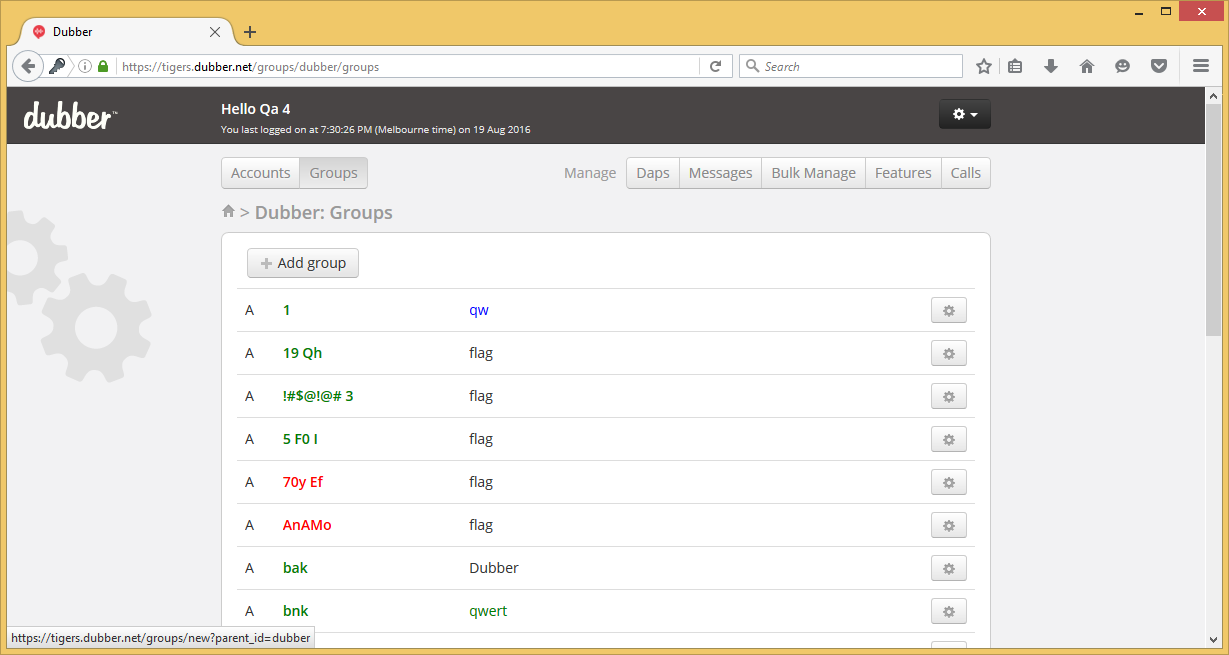 Dubber
https://tigers.dubber.net/groups/dubber/groups
Search
dubber™
Hello Qa 4
You last logged on at 7:30:26 PM (Melbourne time) on 19 Aug 2016
Accounts Groups Manage Daps Messages Bulk Manage Features Calls
> Dubber: Groups
+ Add group
A 1 qw
A 19 Qh flag
A !#$@!@# 3 flag
A 5 F0 I flag
A 70y Ef flag
A AnAMo flag
A bak Dubber
A bnk qwert
https://tigers.dubber.net/groups/new?parent_id=dubber